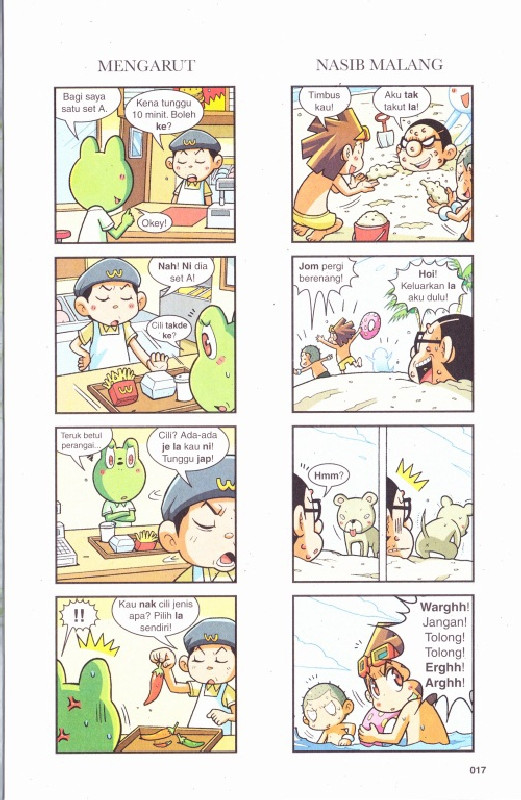 MENGARUT
Bagi saya
satu set A.
Kena tunggu
10 minit. Boleh
ke?
Okey!
Nah! Ni dia
set A!
Cili takde
ke?
Teruk betul
perangai...
Cili? Ada-ada
je lla kau ni!
Tunggu jjap!
!!
Kau nak cili jenis
apa? Pilih la
sendiri!
NASIB MALANG
Timbus
kau!
Aku tak
takut la!
Jom pergi
berenang!
Hoi!
Keluarkan la
aku dulu!
Hmm?
Warghh!
Jangan!
Tolong!
Tolong!
Erghh!
Arghh!
017